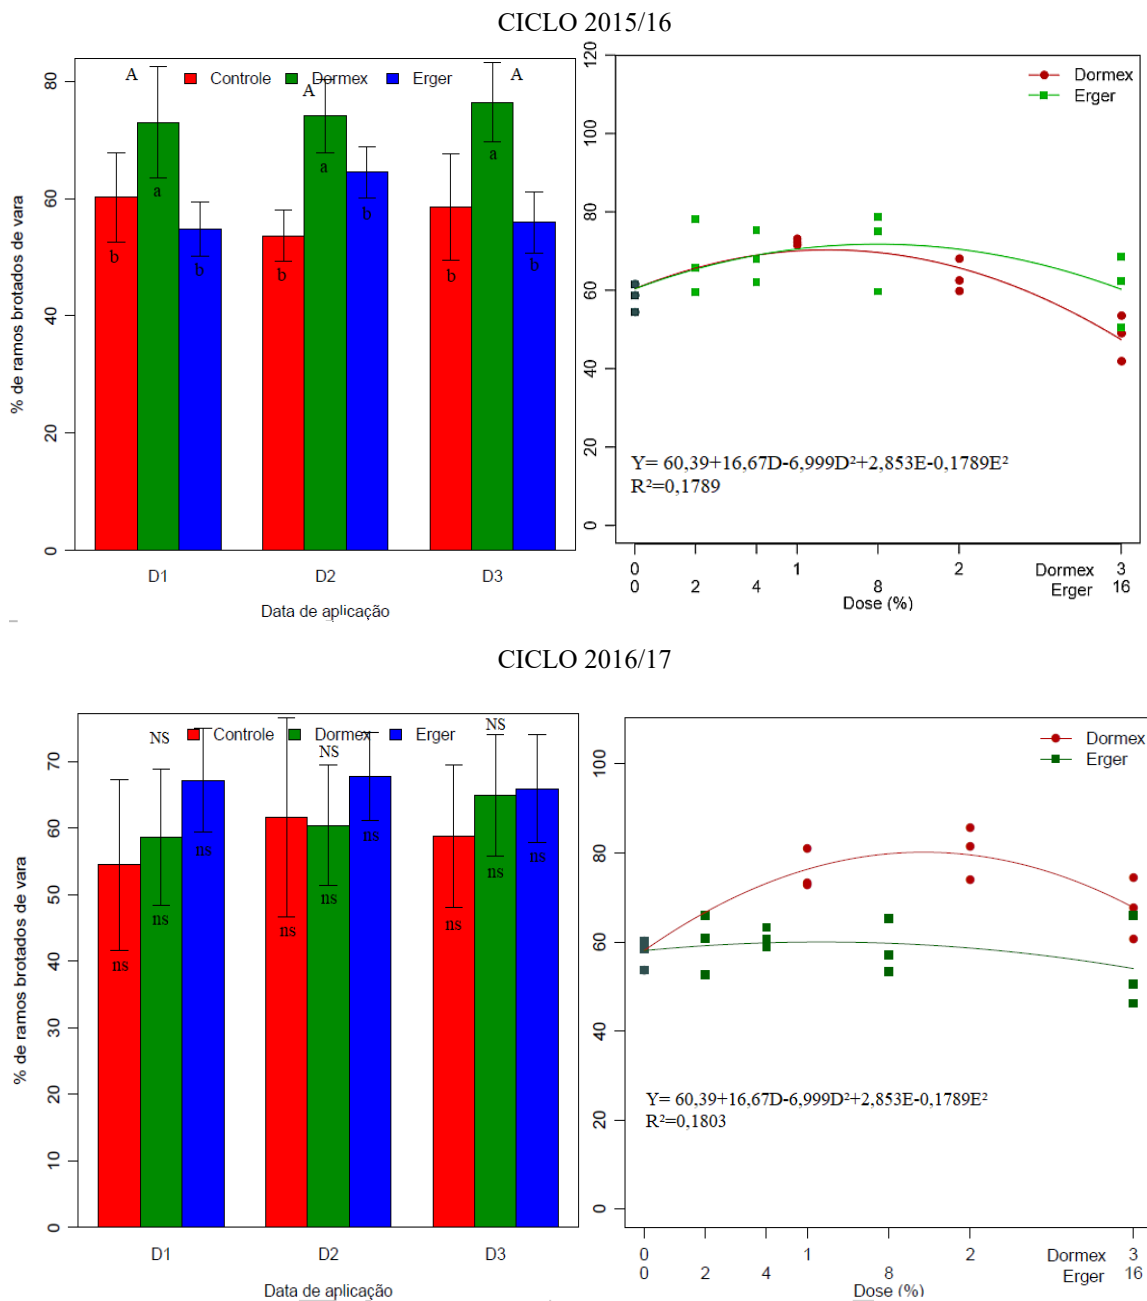 CICLO 2015/16
% de ramos brotados de vara
0
20
40
60
80
Controle
Dormex
Erger
A
A
A
b
a
b
b
a
b
b
a
b
D1
D2
D3
Data de aplicação
0
20
40
60
80
100
120
Dormex
Erger
Y= 60,39+16,67D-6,999D²+2,853E-0,1789E²
R²=0,1789
0 1 2 Dormex 3
0 2 4 8 Erger 16
Dose (%)
CICLO 2016/17
% de ramos brotados de vara
0
10
20
30
40
50
60
70
Controle
Dormex
Erger
NS
NS
NS
ns
ns
ns
ns
ns
ns
ns
ns
ns
D1
D2
D3
Data de aplicação
0
20
40
60
80
100
Dormex
Erger
Y= 60,39+16,67D-6,999D²+2,853E-0,1789E²
R²=0,1803
0 1 2 Dormex 3
0 2 4 8 Erger 16
Dose (%)